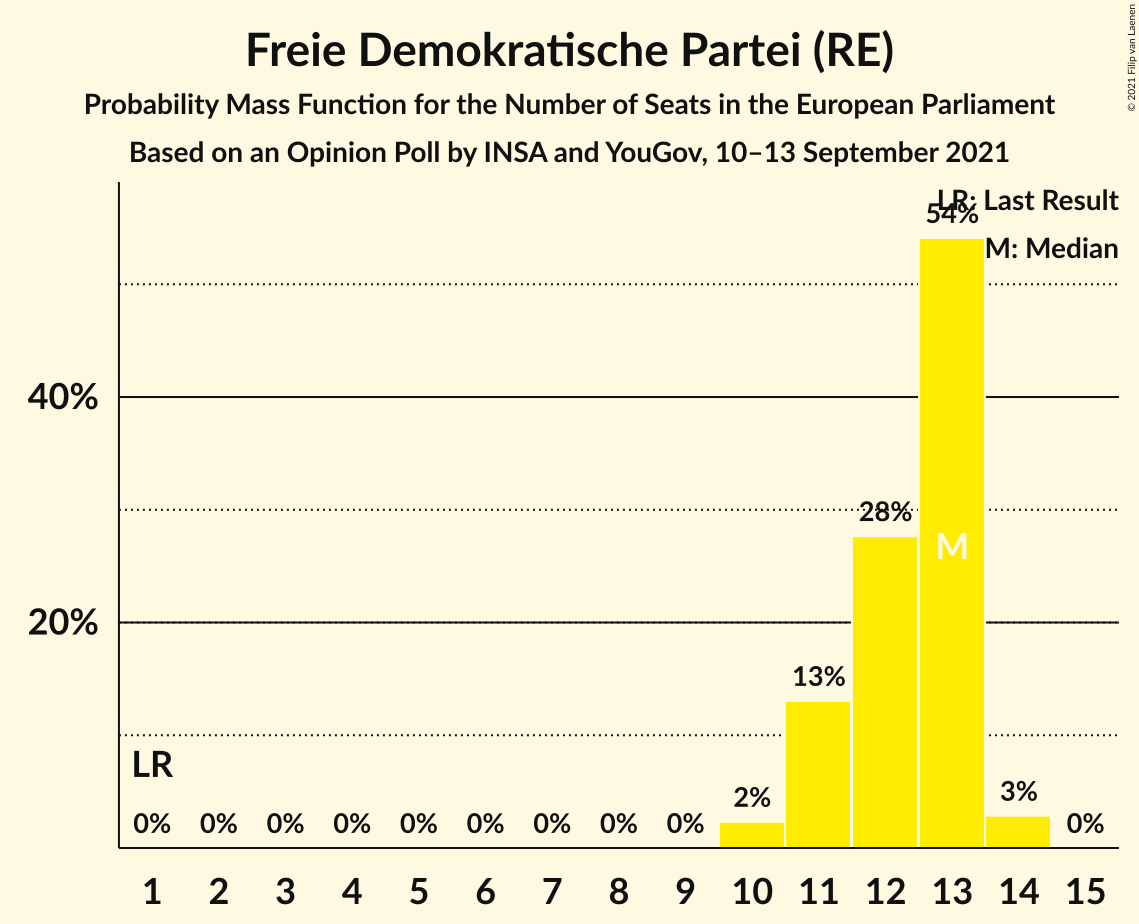 Freie Demokratische Partei (RE)
Probability Mass Function for the Number of Seats in the European Parliament
Based on an Opinion Poll by INSA and YouGov, 10–13 September 2021
© 2021 Filip van Laenen
LR: Last Result
M: Median
54%
40%
28%
M
20%
13%
LR
2%
3%
0% 0% 0% 0% 0% 0% 0% 0% 0% 0%
1 2 3 4 5 6 7 8 9 10 11 12 13 14 15